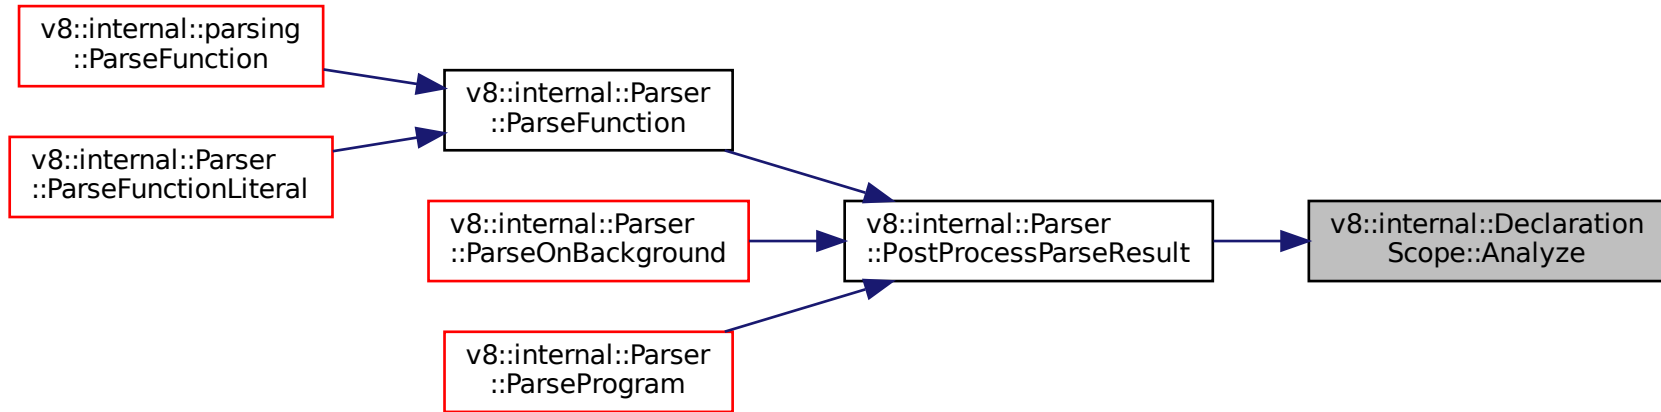 v8::internal::parsing
::ParseFunction
v8::internal::Parser
::ParseFunctionLiteral
v8::internal::Parser
::ParseFunction
v8::internal::Parser
::ParseOnBackground
v8::internal::Parser
::ParseProgram
v8::internal::Parser
::PostProcessParseResult
v8::internal::Declaration
Scope::Analyze